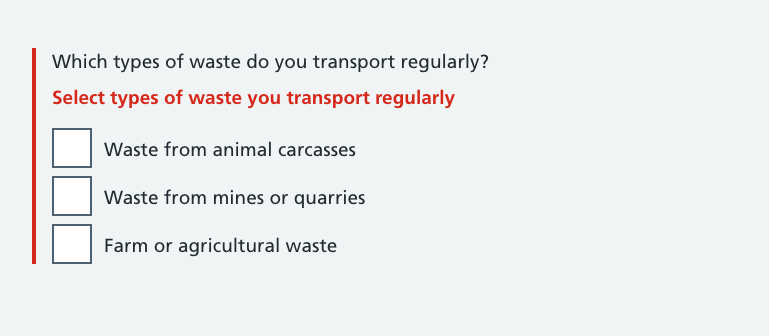 Which types of waste do you transport regularly?
Select types of waste you transport regularly
Waste from animal carcasses
Waste from mines or quarries
Farm or agricultural waste